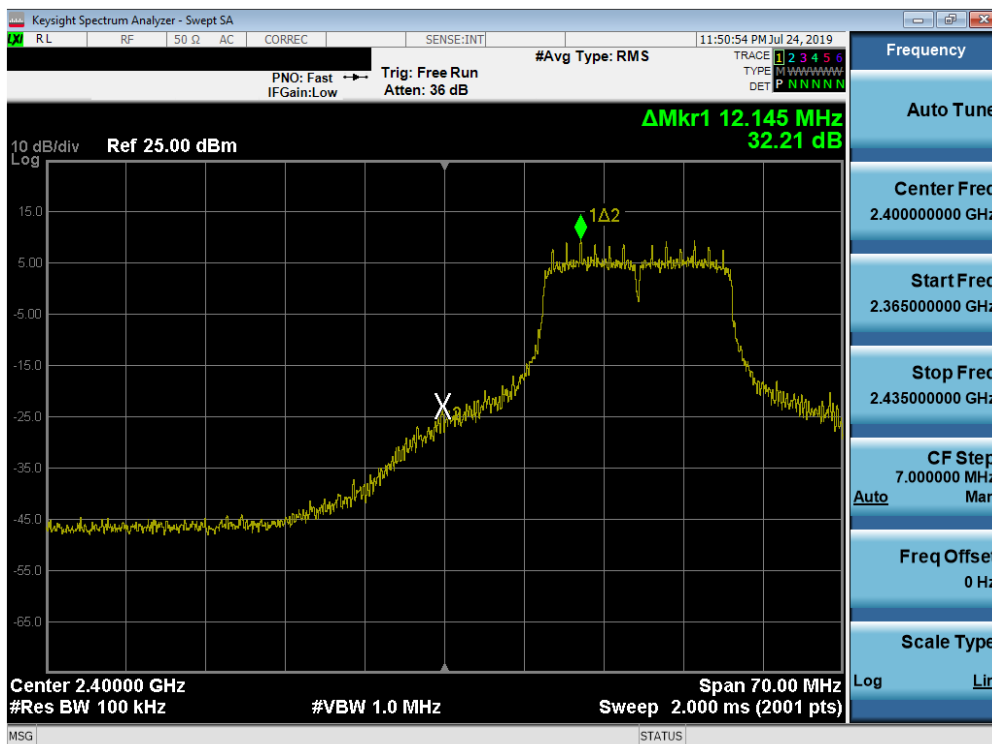 Keysight Spectrum Analyzer - Swept SA
LXI RL RF 50 Ω AC CORREC SENSE:INT 11:50:54 PM Jul 24, 2019
Frequency
#Avg Type: RMS
TRACE 1 2 3 4 5 6
PNO: Fast Trig: Free Run
TYPE M WWWWWW
IFGain:Low Atten: 36 dB
DET P N N N N N
Auto Tune
ΔMkr1 12.145 MHz
32.21 dB
10 dB/div Ref 25.00 dBm
Log
Center Freq
2.400000000 GHz
1Δ2
15.0
5.00
-5.00
-15.0
-25.0
-35.0
-45.0
-55.0
-65.0
Start Freq
2.365000000 GHz
Stop Freq
2.435000000 GHz
CF Step
7.000000 MHz
Auto Man
Freq Offset
0 Hz
Scale Type
Log Lin
Center 2.40000 GHz Span 70.00 MHz
#Res BW 100 kHz #VBW 1.0 MHz Sweep 2.000 ms (2001 pts)
MSG STATUS